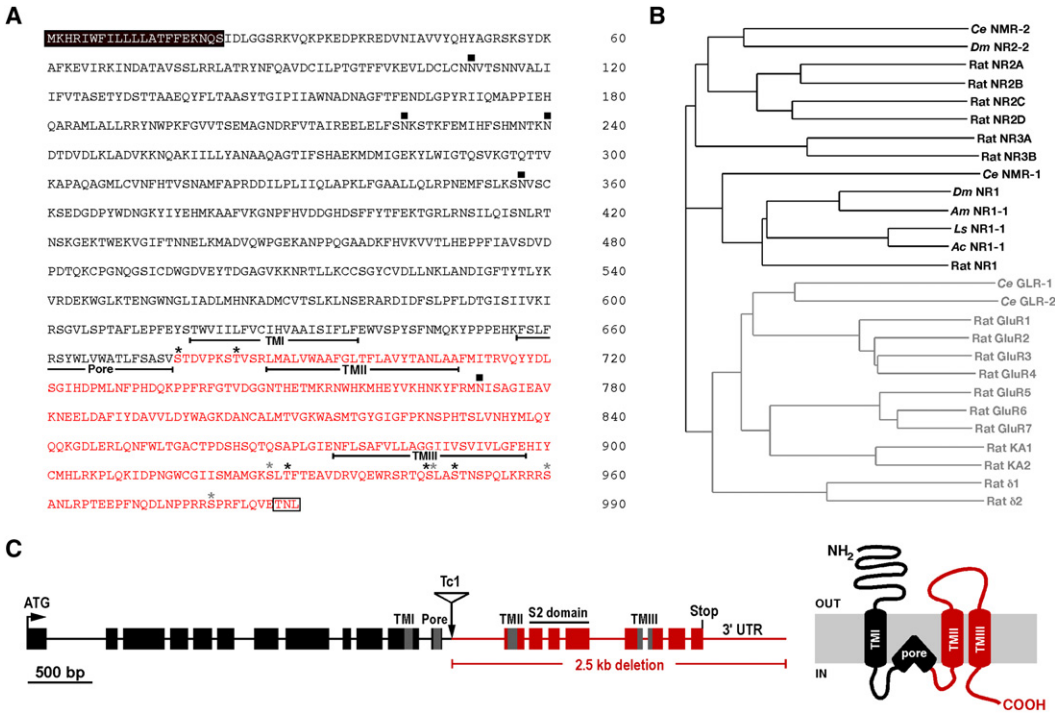 A
MKHRIWFILLLLATFFEKNQSIDLGGSRKVQKPKEDPKREDVNIAVVYQHYAGRSKSYDK 60
AFKEVIRKINDATAVSSLRRLATRYNFQAVDCILPTGTFFVKEVLDCLCNNVTSNNVALI 120
IFVTASETYDSTTAAEQYFLTAASYTGIPIIAWNADNAGFTFENDLGPYRIIQMAPPIEH 180
QARAMLALLRRYNWPKFGVVTSEMAGNDRFVTAIREELELFSNKSTKFEMIHFSHMNTKN 240
DTDVDLKLADVKKNQAKIILLYANAAQAGTIFSHAEKMDMIGEKYLWIGTQSVKGTQTTV 300
KAPAQAGMLCVNFHTVSNAMFAPRDDILPLIIQLAPKLFGAALLQLRPNEMFSLKSNVSC 360
KSEDGDPYWDNGKYIYEHMKAAFVKGNPFHVDDGHDSFFYTFEKTGRLRNSILQISNLRT 420
NSKGEKTWEKVGIFTNNELKMADVQWPGEKANPPQGAADKFHVKVVTLHEPPFIAVSDVD 480
PDTQKCPGNQGSICDWGDVEYTDGAGVKKNRTLLKCCSGYCVDLLNKLANDIGFTYTLYK 540
VRDEKWGLKTENGWNGLIADLMHNKADMCVTSLKLNSERARDIDFSLPFLDTGISIIVKI 600
RSGVLSPTAFLEPFEYSTWVIILFVCIHVAAISIFLFEWVSPYSFNMQKYPPPEHKFSLF 660
TMI
RSYWLVWATLFSASVSTDVPKSTVSRLMALVWAAFGLTFLAVYTANLAAFMITRVQYYDL 720
Pore TMII
SGIHDPMLNFPHDQKPPFRFGTVDGGNTHETMKRNWHKMHEYVKHNKYFRMNISAGIEAV 780
KNEELDAFIYDAVVLDYWAGKDANCALMTVGKWASMTGYGIGFPKNSPHTSLVNHYMLQY 840
QQKGDLERLQNFWLTGACTPDSHSQTQSAPLGIENFLSAFVLLAGGIIVSVIVLGFEHIY 900
TMIII
CMHLRKPLQKIDPNGWCGIISMAMGKSLTFTEAVDRVQEWRSRTQSLASTNSPQLKRRRS 960
ANLRPTEEPFNQDLNPPRRSPRFLQVETNL 990
B
Ce NMR-2
Dm NR2-2
Rat NR2A
Rat NR2B
Rat NR2C
Rat NR2D
Rat NR3A
Rat NR3B
Ce NMR-1
Dm NR1
Am NR1-1
Ls NR1-1
Ac NR1-1
Rat NR1
Ce GLR-1
Ce GLR-2
Rat GluR1
Rat GluR2
Rat GluR3
Rat GluR4
Rat GluR5
Rat GluR6
Rat GluR7
Rat KA1
Rat KA2
Rat δ1
Rat δ2
C
ATG
TMI
Pore
Tc1
TMII
S2 domain
TMIII
Stop
3' UTR
500 bp
2.5 kb deletion
NH2
OUT
IN
TMI
pore
TMII
TMIII
COOH